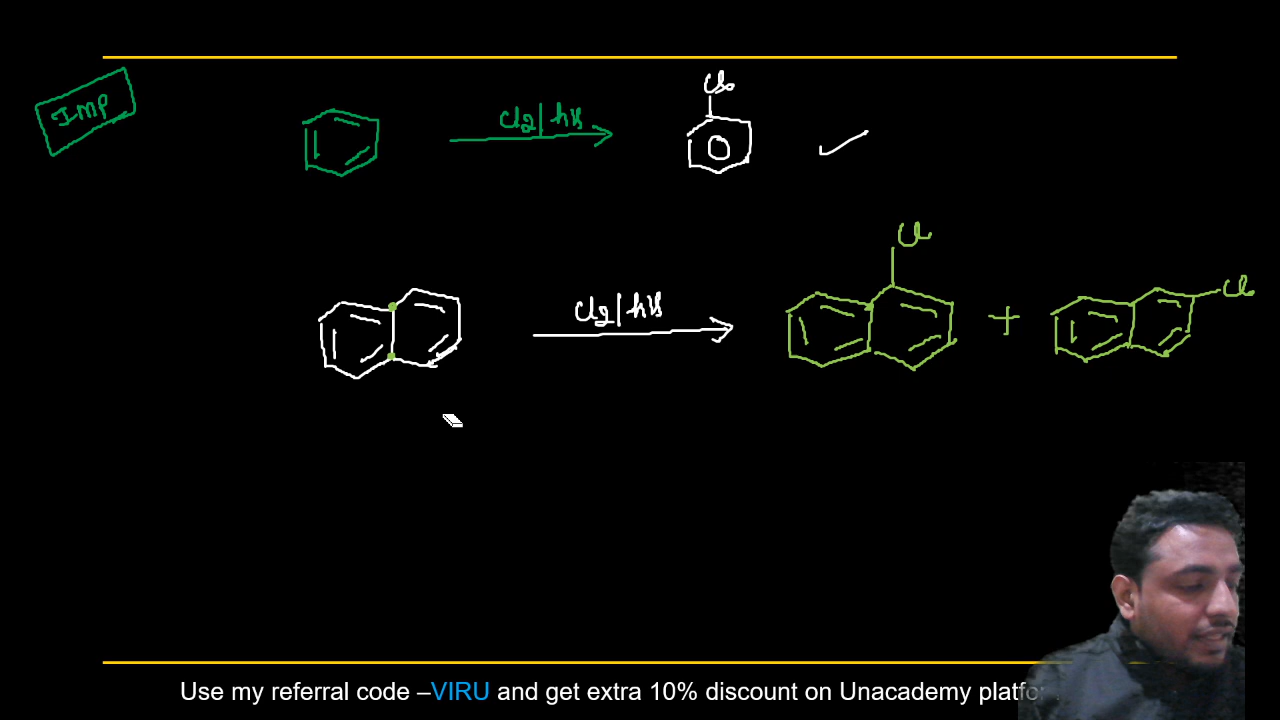 IMP
Cl2/hν
Cl
Cl
Cl2/hν
+
Cl
Use my referral code –VIRU and get extra 10% discount on Unacademy platfo